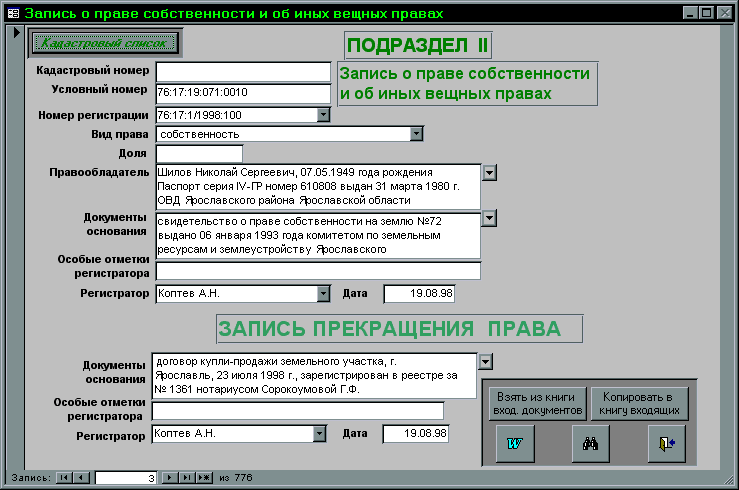 Запись о праве собственности и об иных вещных правах
Кадастровый список
ПОДРАЗДЕЛ II
Запись о праве собственности
и об иных вещных правах
Кадастровый номер
Условный номер 76:17:19:071:0010
Номер регистрации 76:17:1/1998:100
Вид права собственность
Доля
Правообладатель Шилов Николай Сергеевич, 07.05.1949 года рождения
Паспорт серия IV-ГР номер 610808 выдан 31 марта 1980 г.
ОВД Ярославского района Ярославской области
Документы
основания
свидетельство о праве собственности на землю №72
выдано 06 января 1993 года комитетом по земельным
ресурсам и землеустройству Ярославского
Особые отметки
регистратора
Регистратор Коптев А.Н. Дата 19.08.98
ЗАПИСЬ ПРЕКРАЩЕНИЯ ПРАВА
Документы
основания
договор купли-продажи земельного участка, г.
Ярославль, 23 июля 1998 г., зарегистрирован в реестре за
№ 1361 нотариусом Сорокоумовой Г.Ф.
Особые отметки
регистратора
Регистратор Коптев А.Н. Дата 19.08.98
Взять из книги
вход. документов
Копировать в
книгу входящих
W
Запись: 3 из 776